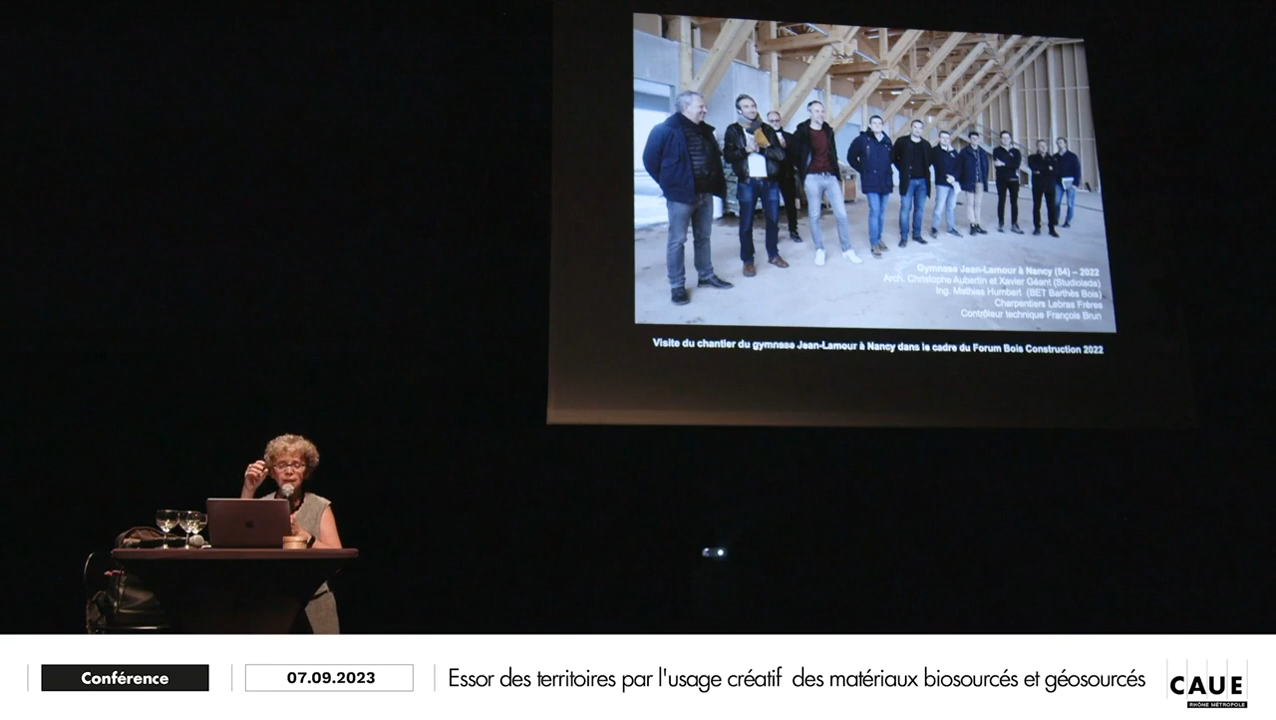 Gymnase Jean-Lamour à Nancy (54) – 2022
Arch. Christophe Aubertin et Xavier Géant (Studiolada)
Ing. Mathias Humbert (BET Barthès Bois)
Charpentiers Lebras Frères
Contrôleur technique François Brun
Visite du chantier du gymnase Jean-Lamour à Nancy dans le cadre du Forum Bois Construction 2022
Conférence
07.09.2023
Essor des territoires par l'usage créatif des matériaux biosourcés et géosourcés
CAUE
RHÔNE MÉTROPOLE